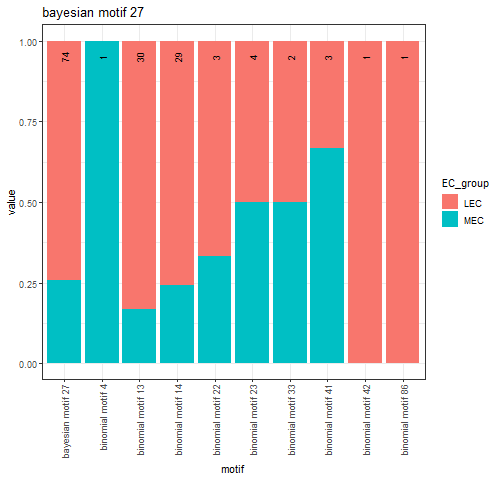 bayesian motif 27
value
1.00
0.75
0.50
0.25
0.00
74
1
30
29
3
4
2
3
1
1
bayesian motif 27
binomial motif 4
binomial motif 13
binomial motif 14
binomial motif 22
binomial motif 23
binomial motif 33
binomial motif 41
binomial motif 42
binomial motif 86
motif
EC_group
LEC
MEC